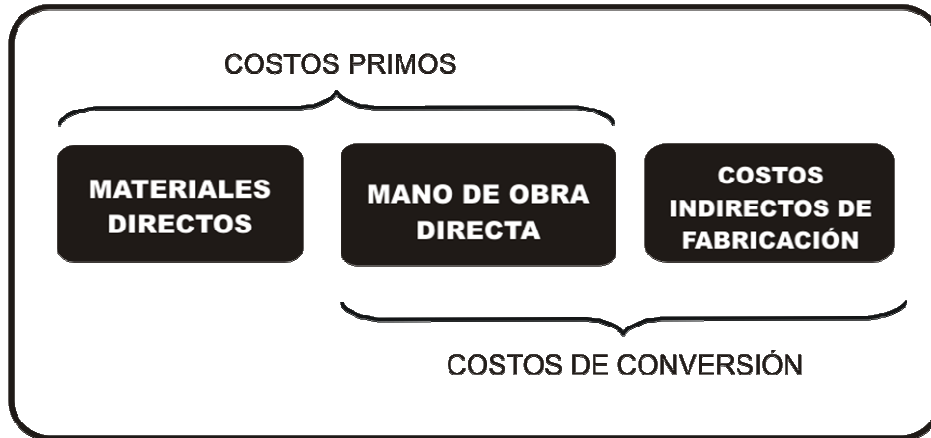 COSTOS PRIMOS
MATERIALES
DIRECTOS
MANO DE OBRA
DIRECTA
COSTOS
INDIRECTOS DE
FABRICACIÓN
COSTOS DE CONVERSIÓN